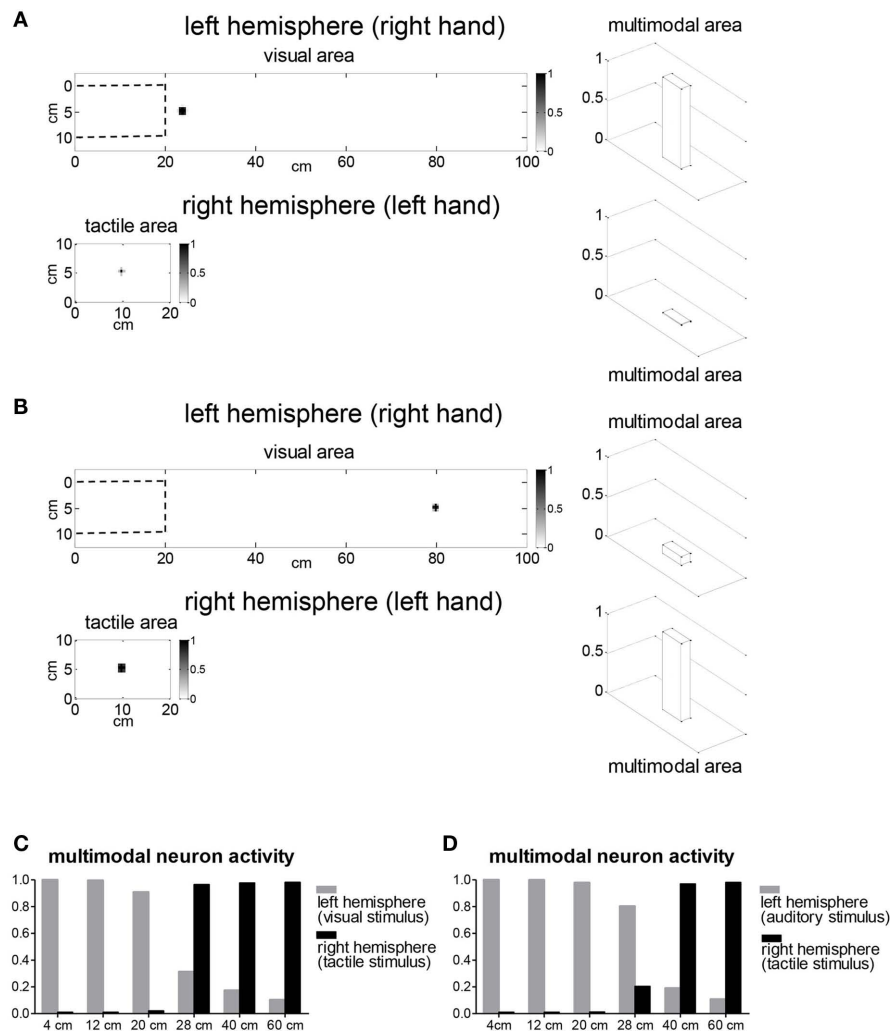 A
left hemisphere (right hand)
visual area
multimodal area
0
5
10
cm
0 20 40 60 80 100
cm
1
0.5
0
1
0.5
0
right hemisphere (left hand)
tactile area
10
5
0
cm
0 10 20
cm
1
0.5
0
1
0.5
0
multimodal area
B
left hemisphere (right hand)
visual area
multimodal area
0
5
10
cm
0 20 40 60 80 100
cm
1
0.5
0
1
0.5
0
right hemisphere (left hand)
tactile area
10
5
0
cm
0 10 20
cm
1
0.5
0
1
0.5
0
multimodal area
C
multimodal neuron activity
1.0
0.8
0.6
0.4
0.2
0.0
4 cm 12 cm 20 cm 28 cm 40 cm 60 cm
left hemisphere
(visual stimulus)
right hemisphere
(tactile stimulus)
D
multimodal neuron activity
1.0
0.8
0.6
0.4
0.2
0.0
4cm 12 cm 20 cm 28 cm 40 cm 60 cm
left hemisphere
(auditory stimulus)
right hemisphere
(tactile stimulus)